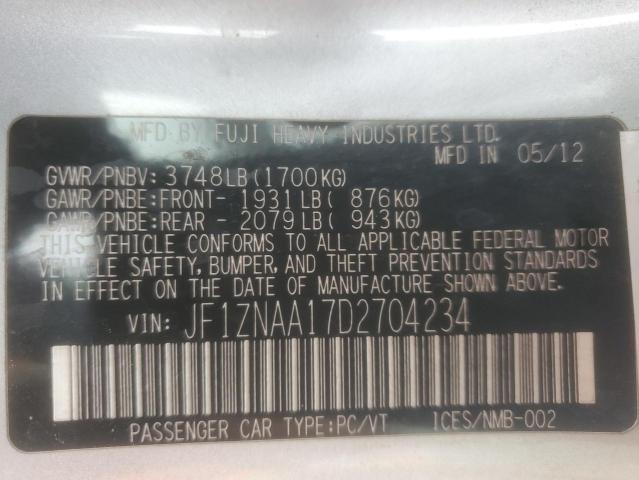 MFD BY FUJI HEAVY INDUSTRIES LTD.
MFD IN 05/12
GVWR/PNBV: 3748LB(1700KG)
GAWR/PNBE:FRONT- 1931LB( 876KG)
GAWR/PNBE:REAR - 2079LB( 943KG)
THIS VEHICLE CONFORMS TO ALL APPLICABLE FEDERAL MOTOR
VEHICLE SAFETY, BUMPER, AND THEFT PREVENTION STANDARDS
IN EFFECT ON THE DATE OF MANUFACTURE SHOWN ABOVE.
VIN: JF1ZNAA17D2704234
PASSENGER CAR TYPE:PC/VT ICES/NMB-002